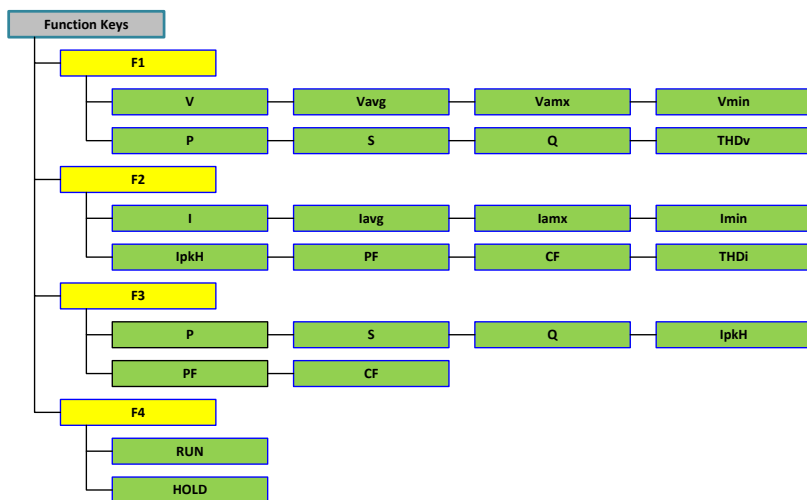 Function Keys
F1
V Vavg Vamx Vmin
P S Q THDv
F2
I Iavg Iamx Imin
IpkH PF CF THDi
F3
P S Q IpkH
PF CF
F4
RUN
HOLD